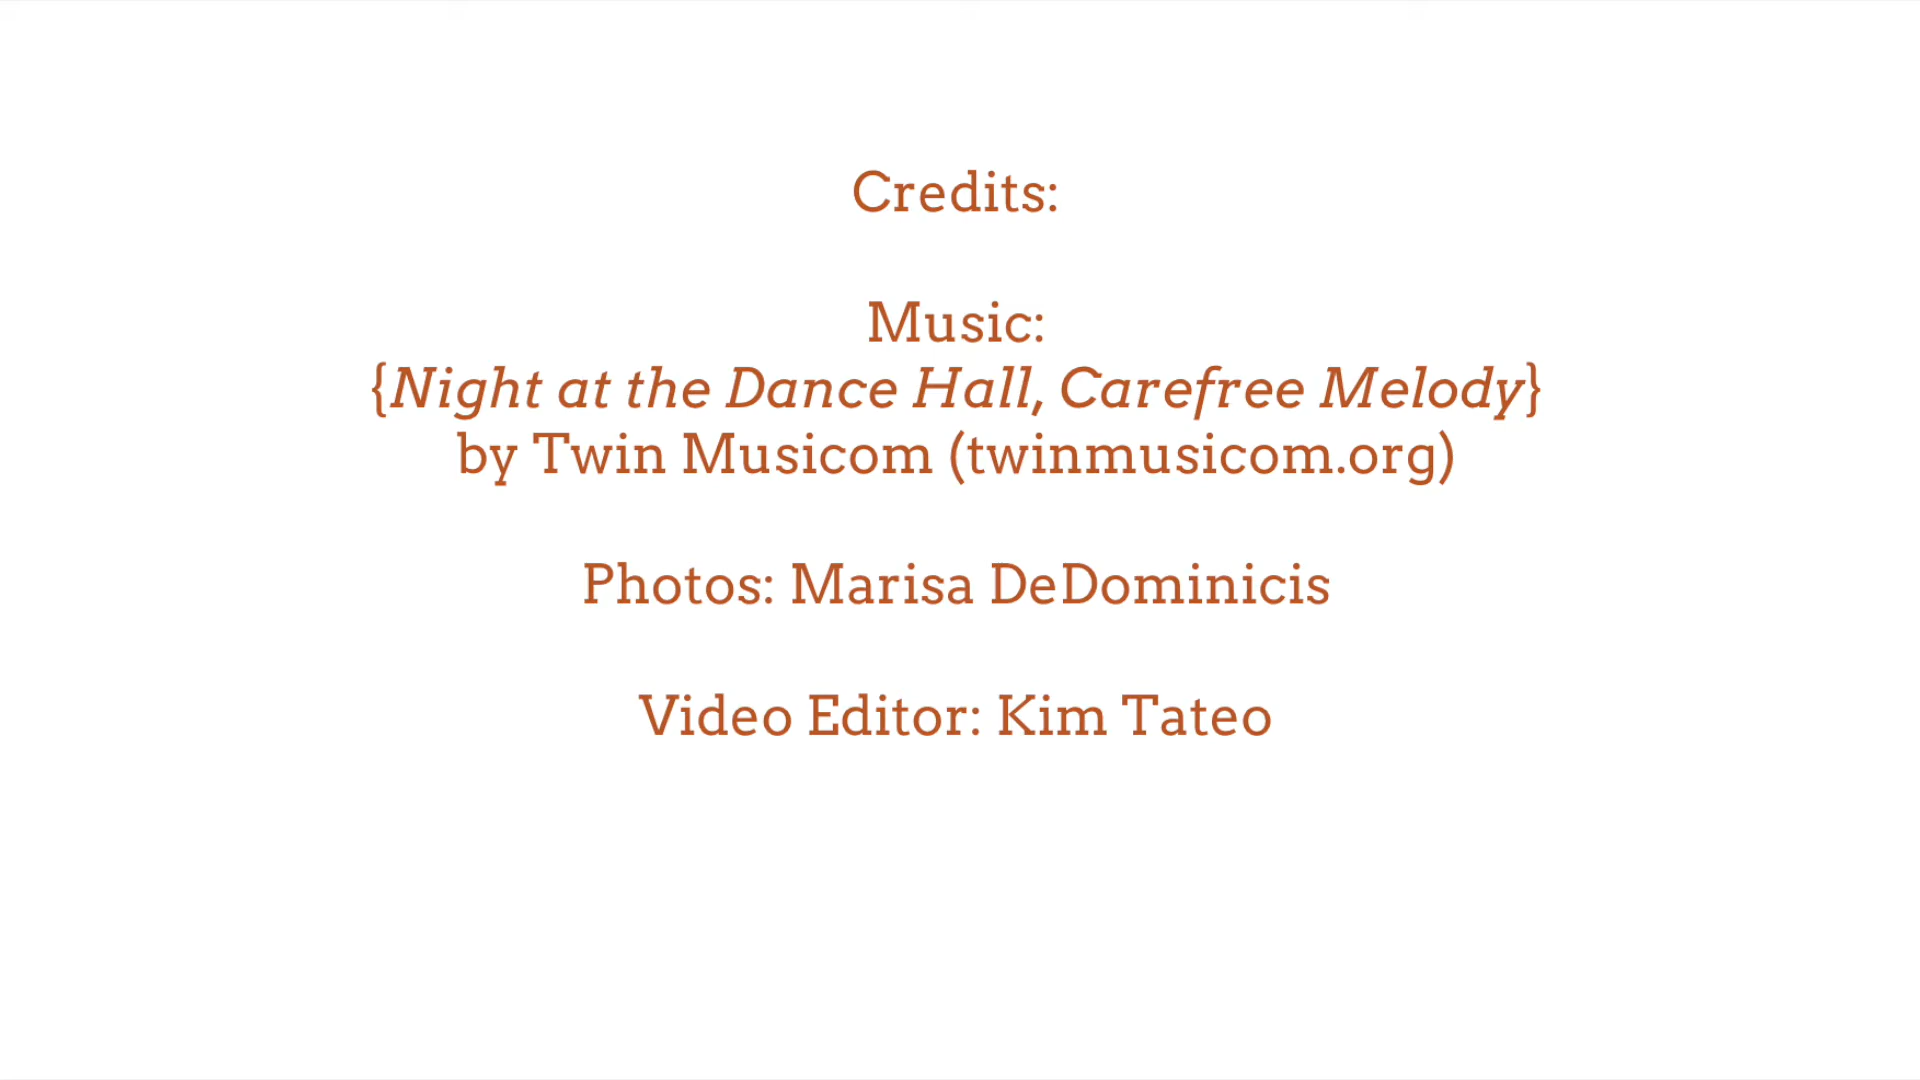 Credits:
Music:
{Night at the Dance Hall, Carefree Melody}
by Twin Musicom (twinmusicom.org)
Photos: Marisa DeDominicis
Video Editor: Kim Tateo